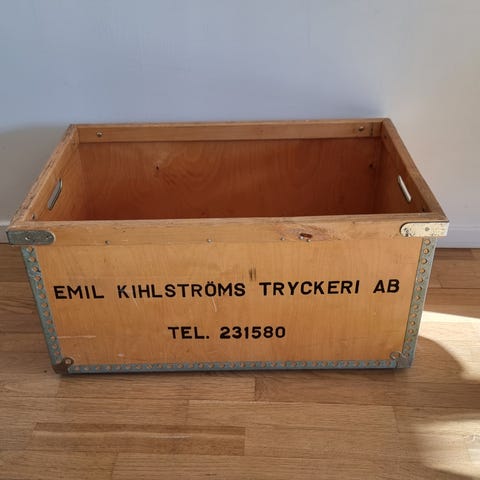 EMIL KIHLSTRÖMS TRYCKERI AB
TEL. 231580